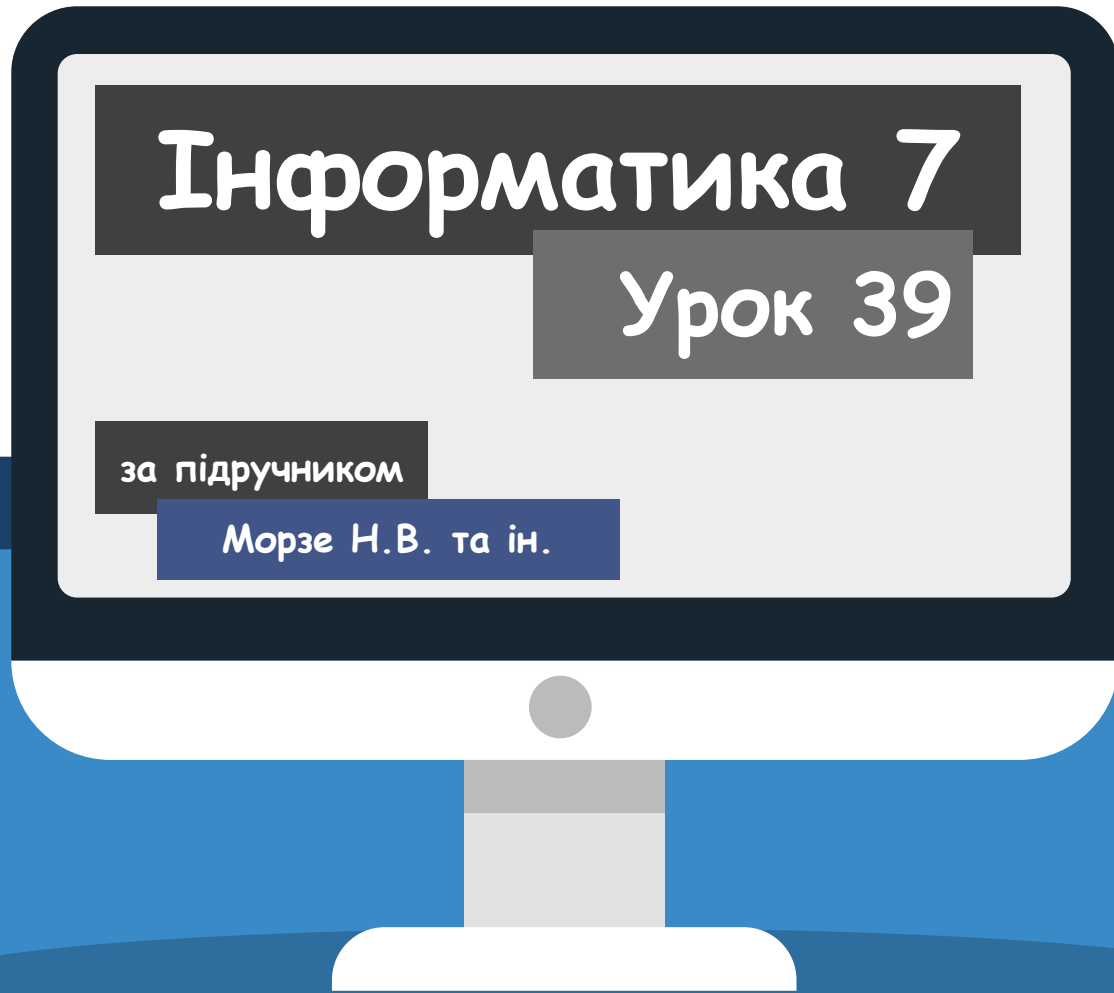 Інформатика 7
Урок 39
за підручником
Морзе Н.В. та ін.